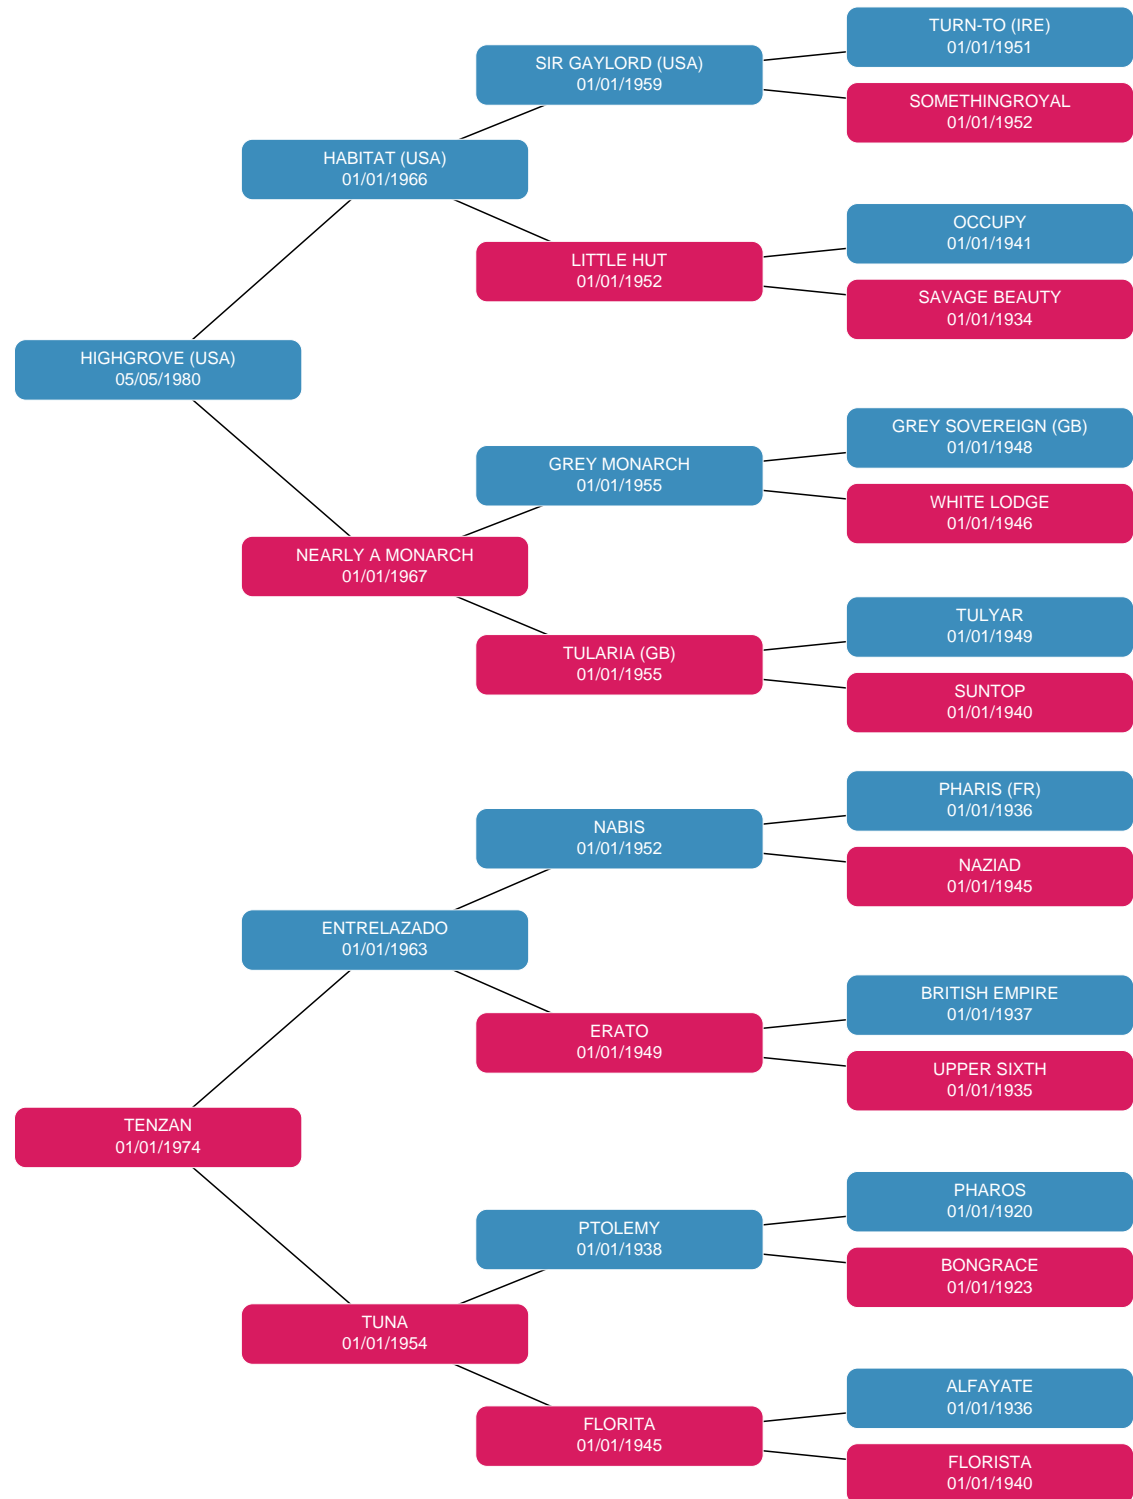 TURN-TO (IRE)
01/01/1951
SIR GAYLORD (USA)
01/01/1959
SOMETHINGROYAL
01/01/1952
HABITAT (USA)
01/01/1966
OCCUPY
01/01/1941
LITTLE HUT
01/01/1952
SAVAGE BEAUTY
01/01/1934
HIGHGROVE (USA)
05/05/1980
GREY SOVEREIGN (GB)
01/01/1948
GREY MONARCH
01/01/1955
WHITE LODGE
01/01/1946
NEARLY A MONARCH
01/01/1967
TULYAR
01/01/1949
TULARIA (GB)
01/01/1955
SUNTOP
01/01/1940
PHARIS (FR)
01/01/1936
NABIS
01/01/1952
NAZIAD
01/01/1945
ENTRELAZADO
01/01/1963
BRITISH EMPIRE
01/01/1937
ERATO
01/01/1949
UPPER SIXTH
01/01/1935
TENZAN
01/01/1974
PHAROS
01/01/1920
PTOLEMY
01/01/1938
BONGRACE
01/01/1923
TUNA
01/01/1954
ALFAYATE
01/01/1936
FLORITA
01/01/1945
FLORISTA
01/01/1940